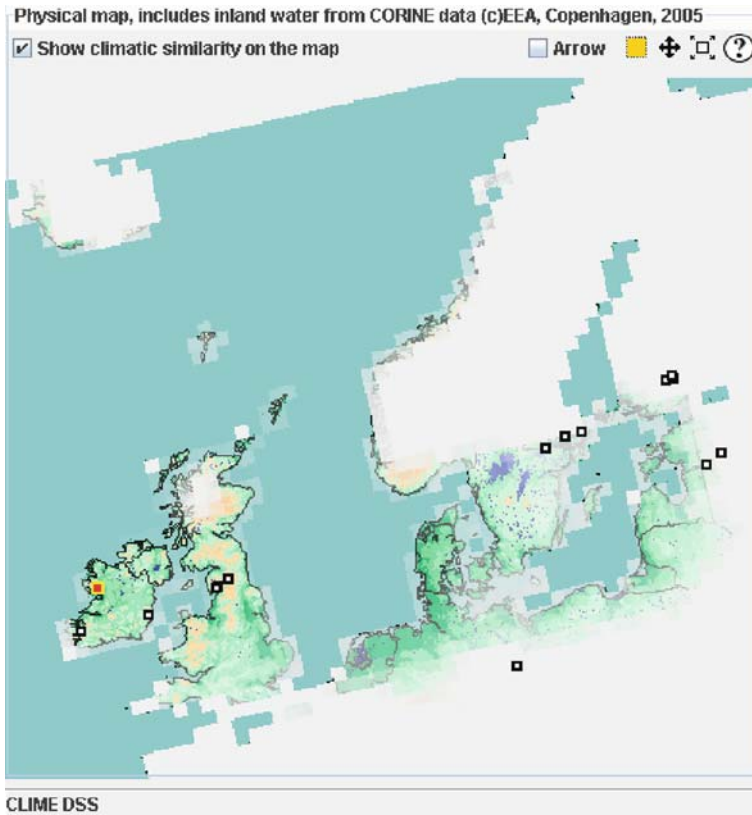 Physical map, includes inland water from CORINE data (c)EEA, Copenhagen, 2005
Show climatic similarity on the map Arrow ?
CLIME DSS